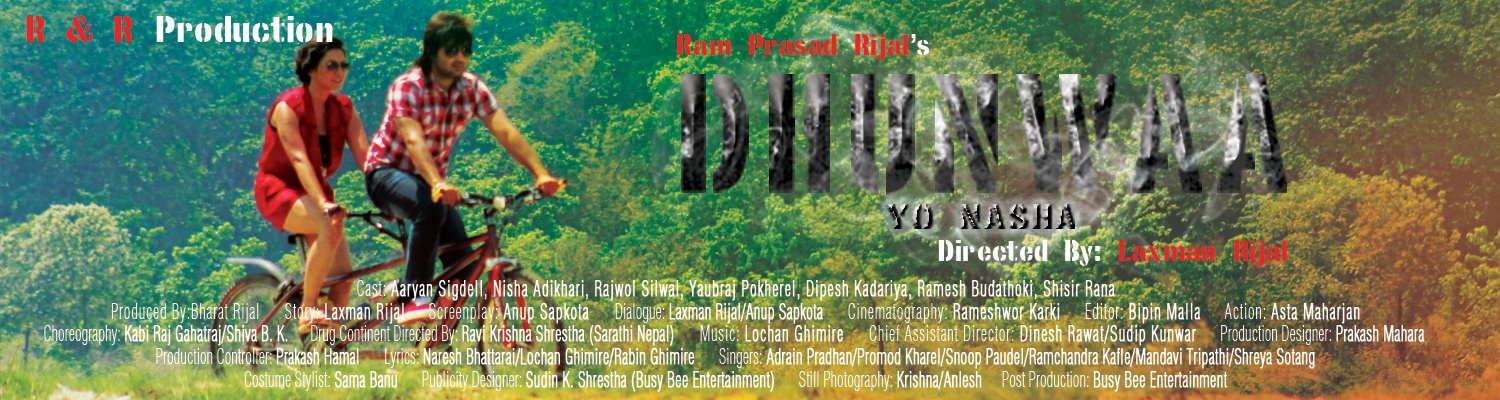 R & R Production
Ram Prasad Rijal's
DHUNWAA
YO NASHA
Directed By: Laxman Rijal
Cast: Aaryan Sigdell, Nisha Adikhari, Rajwol Silwal, Yaubraj Pokherel, Dipesh Kadariya, Ramesh Budathoki, Shisir Rana
Produced By:Bharat Rijal Story: Laxman Rijal Screenplay: Anup Sapkota Dialogue: Laxman Rijal/Anup Sapkota Cinematography: Rameshwor Karki Editor: Bipin Malla Action: Asta Maharjan
Choreography: Kabi Raj Gahatraj/Shiva B. K. Drug Continent Directed By: Ravi Krishna Shrestha (Sarathi Nepal) Music: Lochan Ghimire Chief Assistant Director: Dinesh Rawat/Sudip Kunwar Production Designer: Prakash Mahara
Production Controller: Prakash Hamal Lyrics: Naresh Bhattarai/Lochan Ghimire/Rabin Ghimire Singers: Adrain Pradhan/Promod Kharel/Snoop Paudel/Ramchandra Kafle/Mandavi Tripathi/Shreya Sotang
Costume Stylist: Sama Banu Publicity Designer: Sudin K. Shrestha (Busy Bee Entertainment) Still Photography: Krishna/Anlesh Post Production: Busy Bee Entertainment